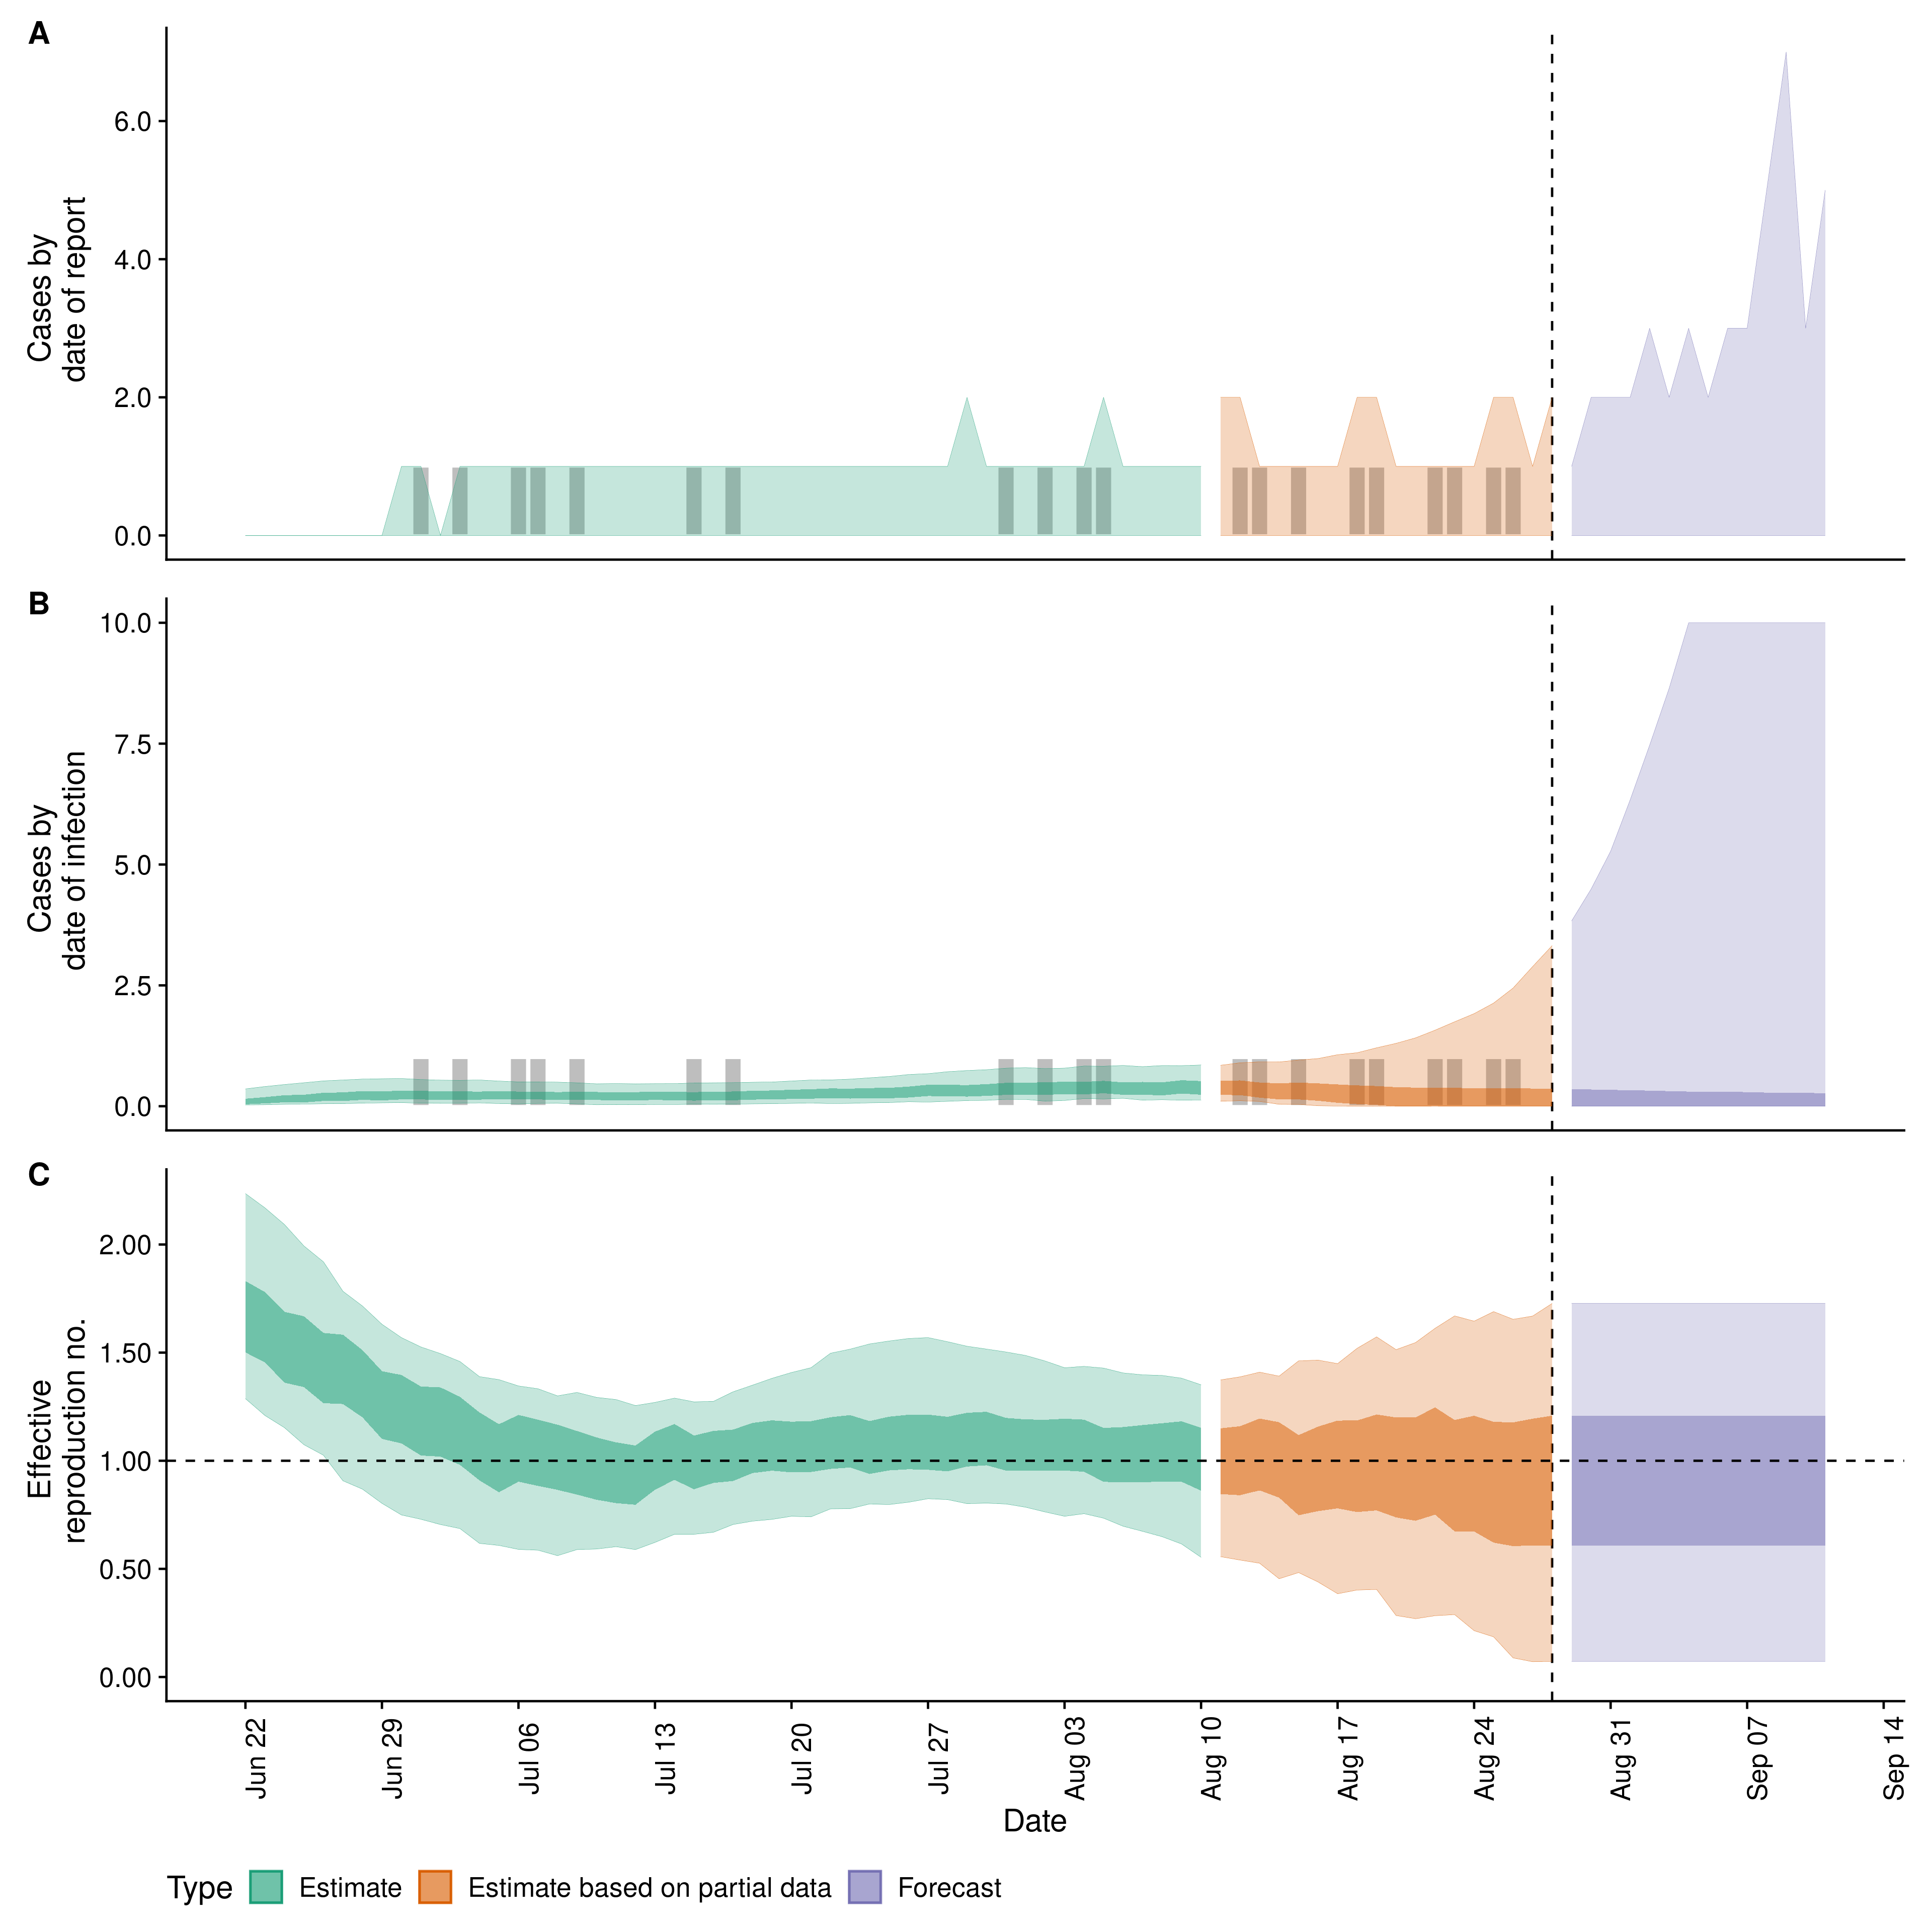 A
Cases by
date of report
6.0
4.0
2.0
0.0
B
Cases by
date of infection
10.0
7.5
5.0
2.5
0.0
C
Effective
reproduction no.
2.00
1.50
1.00
0.50
0.00
Jun 22
Jun 29
Jul 06
Jul 13
Jul 20
Jul 27
Aug 03
Aug 10
Aug 17
Aug 24
Aug 31
Sep 07
Sep 14
Date
Type Estimate Estimate based on partial data Forecast